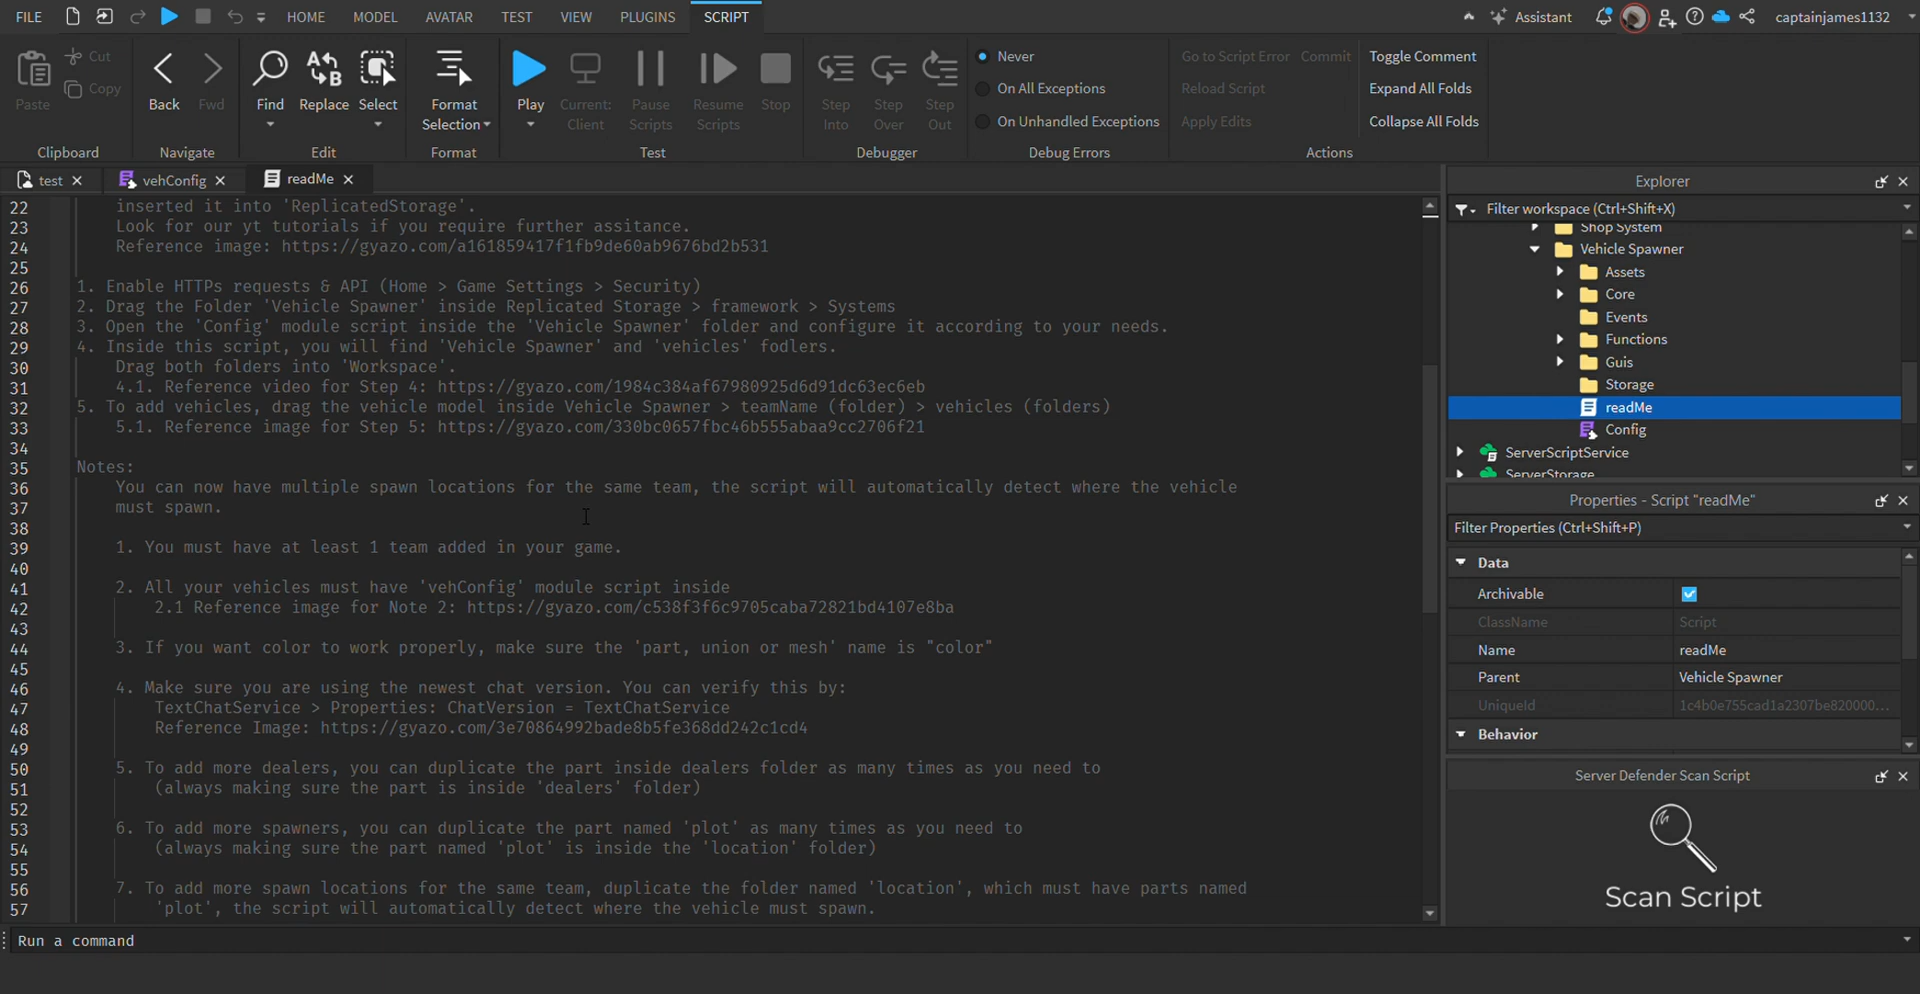 FILE HOME MODEL AVATAR TEST VIEW PLUGINS SCRIPT Assistant captainjames1132
Paste Cut Copy
Back Fwd
Find Replace Select
Format Selection
Play Current: Client Pause Scripts Resume Scripts Stop
Step Into Step Over Step Out
Never
On All Exceptions
On Unhandled Exceptions
Go to Script Error Commit
Reload Script
Apply Edits
Toggle Comment
Expand All Folds
Collapse All Folds
Clipboard Navigate Edit Format Test Debugger Debug Errors Actions
test vehConfig readMe
22 inserted it into 'ReplicatedStorage'.
23 Look for our yt tutorials if you require further assitance.
24 Reference image: https://gyazo.com/a161859417f1fb9de60ab9676bd2b531
25
26 1. Enable HTTPs requests & API (Home > Game Settings > Security)
27 2. Drag the Folder 'Vehicle Spawner' inside Replicated Storage > framework > Systems
28 3. Open the 'Config' module script inside the 'Vehicle Spawner' folder and configure it according to your needs.
29 4. Inside this script, you will find 'Vehicle Spawner' and 'vehicles' fodlers.
30 Drag both folders into 'Workspace'.
31 4.1. Reference video for Step 4: https://gyazo.com/1984c384af67980925d6d91dc63ec6eb
32 5. To add vehicles, drag the vehicle model inside Vehicle Spawner > teamName (folder) > vehicles (folders)
33 5.1. Reference image for Step 5: https://gyazo.com/330bc0657fbc46b555abaa9cc2706f21
34
35 Notes:
36 You can now have multiple spawn locations for the same team, the script will automatically detect where the vehicle
37 must spawn.
38
39 1. You must have at least 1 team added in your game.
40
41 2. All your vehicles must have 'vehConfig' module script inside
42 2.1 Reference image for Note 2: https://gyazo.com/c538f3f6c9705caba72821bd4107e8ba
43
44 3. If you want color to work properly, make sure the 'part, union or mesh' name is "color"
45
46 4. Make sure you are using the newest chat version. You can verify this by:
47 TextChatService > Properties: ChatVersion = TextChatService
48 Reference Image: https://gyazo.com/3e70864992bade8b5fe368dd242c1cd4
49
50 5. To add more dealers, you can duplicate the part inside dealers folder as many times as you need to
51 (always making sure the part is inside 'dealers' folder)
52
53 6. To add more spawners, you can duplicate the part named 'plot' as many times as you need to
54 (always making sure the part named 'plot' is inside the 'location' folder)
55
56 7. To add more spawn locations for the same team, duplicate the folder named 'location', which must have parts named
57 'plot', the script will automatically detect where the vehicle must spawn.
Run a command
Explorer
Filter workspace (Ctrl+Shift+X)
Shop System
Vehicle Spawner
Assets
Core
Events
Functions
Guis
Storage
readMe
Config
ServerScriptService
ServerStorage
Properties - Script "readMe"
Filter Properties (Ctrl+Shift+P)
Data
Archivable
ClassName Script
Name readMe
Parent Vehicle Spawner
UniqueId 1c4b0e755cad1a2307be820000...
Behavior
Server Defender Scan Script
Scan Script